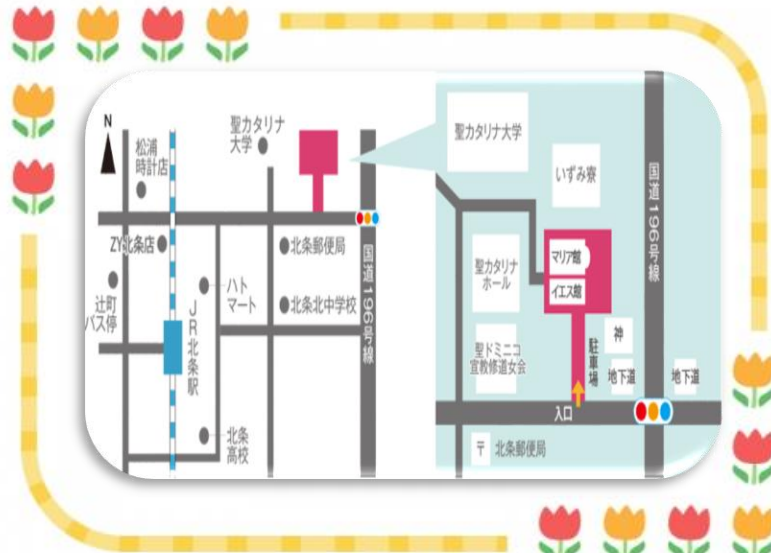 N
松浦
時計店
聖カタリナ
大学
ZY北条店
辻町
バス停
JR北条駅
ハト
マート
北条郵便局
北条北中学校
国道196号線
北条
高校
聖カタリナ大学
いずみ寮
国道196号線
マリア館
イエス館
聖カタリナ
ホール
聖ドミニコ
宣教修道女会
駐車場
神
地下道
地下道
入口
〒 北条郵便局